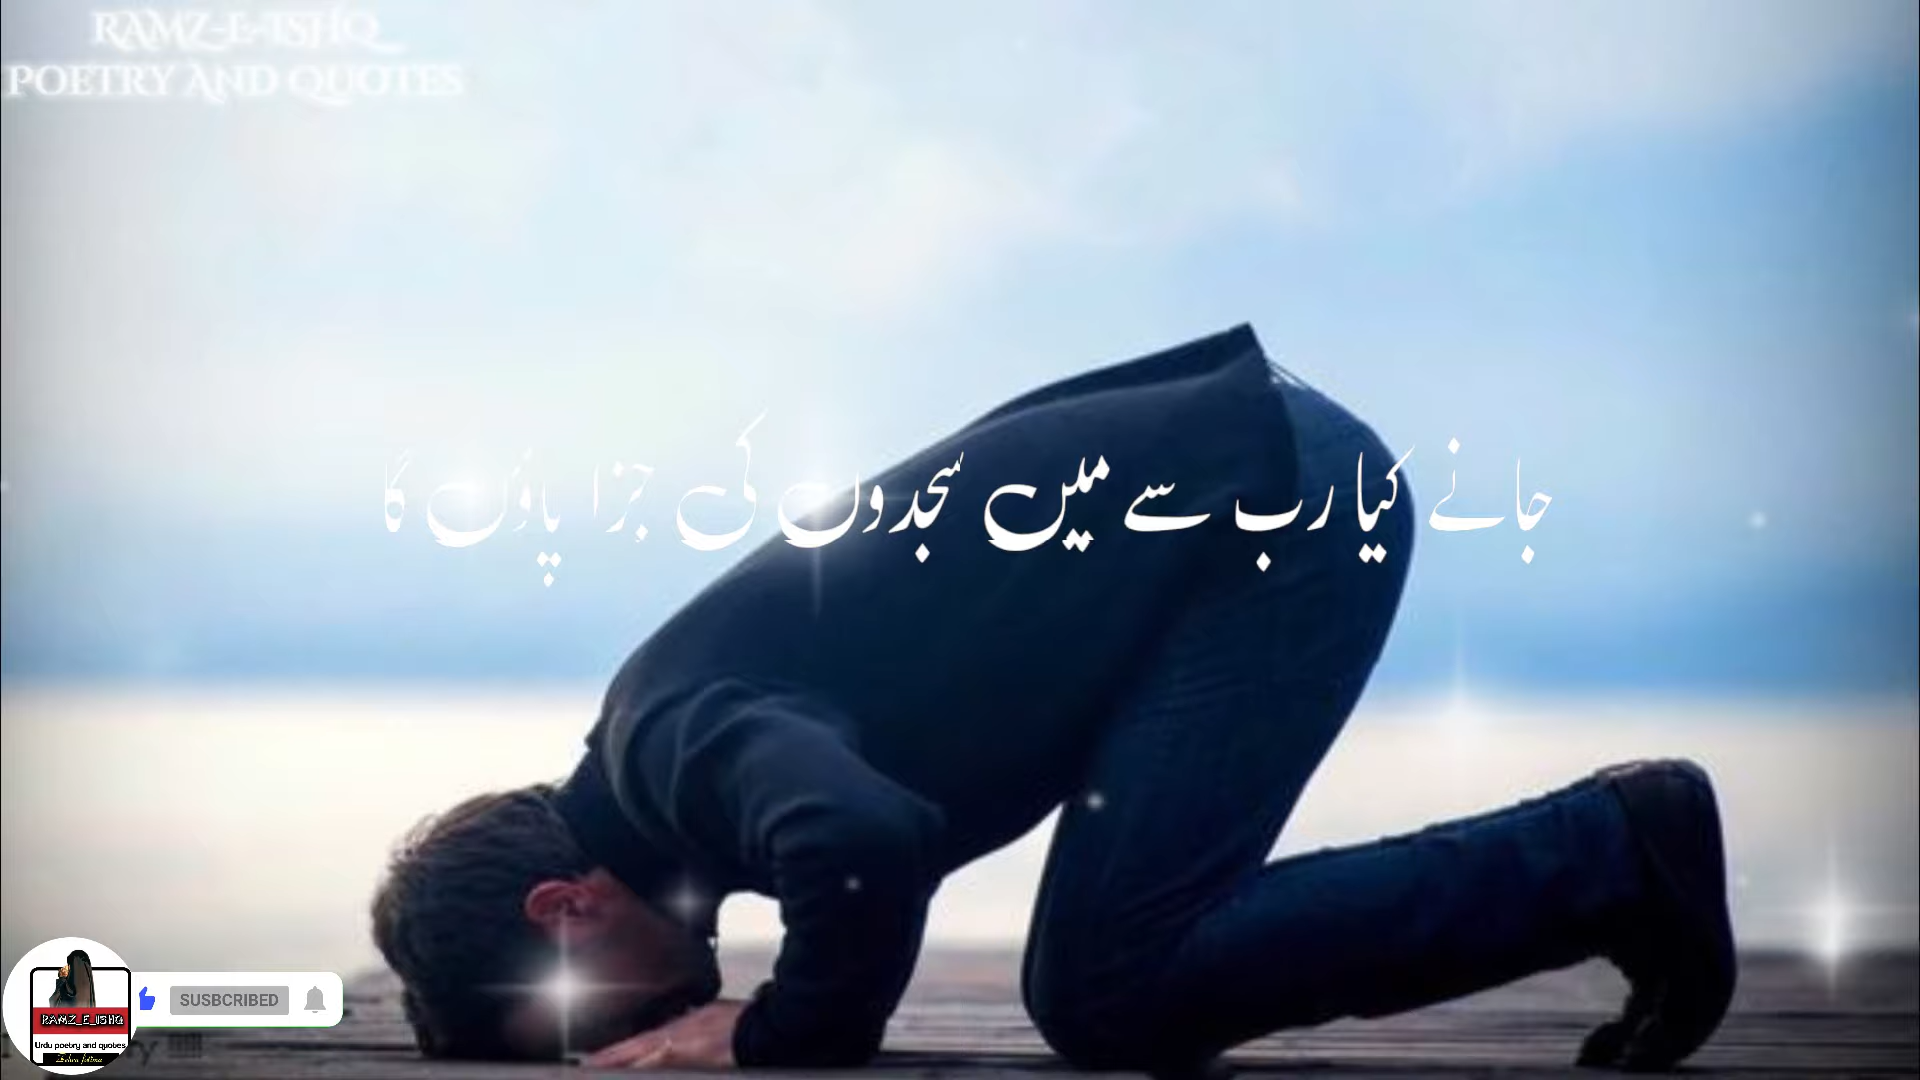 RAMZ-E-ISHQ
POETRY AND QUOTES
جانے کیا رب سے میں سجدوں کی جزا پاؤں گا
SUSBCRIBED
RAMZ_E_ISHQ
Urdu poetry and quotes